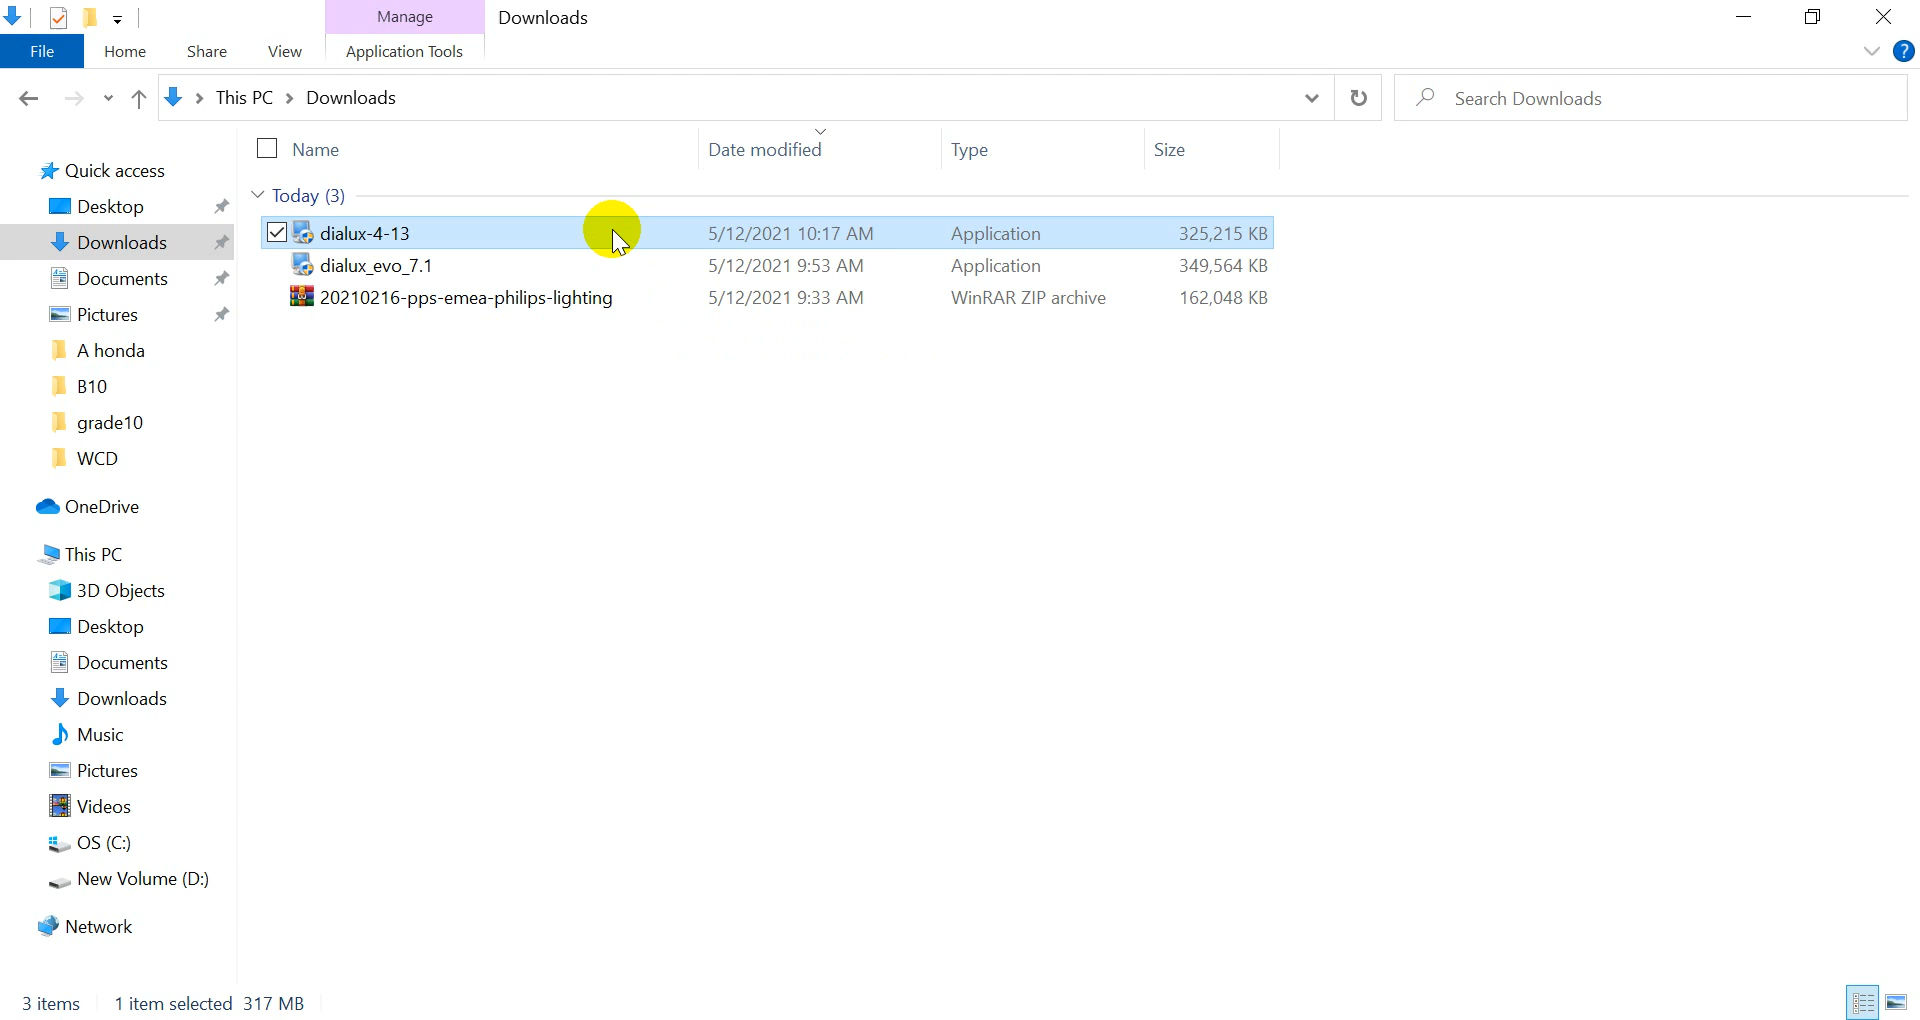 Manage Downloads
File Home Share View Application Tools ?
This PC Downloads Search Downloads
Name Date modified Type Size
Quick access
Desktop
Downloads
Documents
Pictures
A honda
B10
grade10
WCD
OneDrive
This PC
3D Objects
Desktop
Documents
Downloads
Music
Pictures
Videos
OS (C:)
New Volume (D:)
Network
Today (3)
dialux-4-13 5/12/2021 10:17 AM Application 325,215 KB
dialux_evo_7.1 5/12/2021 9:53 AM Application 349,564 KB
20210216-pps-emea-philips-lighting 5/12/2021 9:33 AM WinRAR ZIP archive 162,048 KB
3 items 1 item selected 317 MB